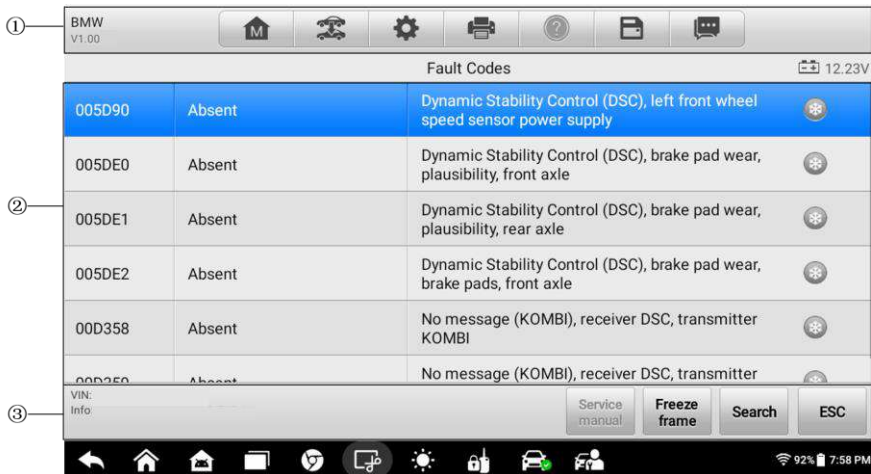 ①
BMW
V1.00
M
?
Fault Codes
12.23V
②
005D90 Absent Dynamic Stability Control (DSC), left front wheel
speed sensor power supply
005DE0 Absent Dynamic Stability Control (DSC), brake pad wear,
plausibility, front axle
005DE1 Absent Dynamic Stability Control (DSC), brake pad wear,
plausibility, rear axle
005DE2 Absent Dynamic Stability Control (DSC), brake pad wear,
brake pads, front axle
00D358 Absent No message (KOMBI), receiver DSC, transmitter
KOMBI
Absent No message (KOMBI), receiver DSC, transmitter
③
VIN:
Info
Service
manual
Freeze
frame
Search
ESC
92% 7:58 PM